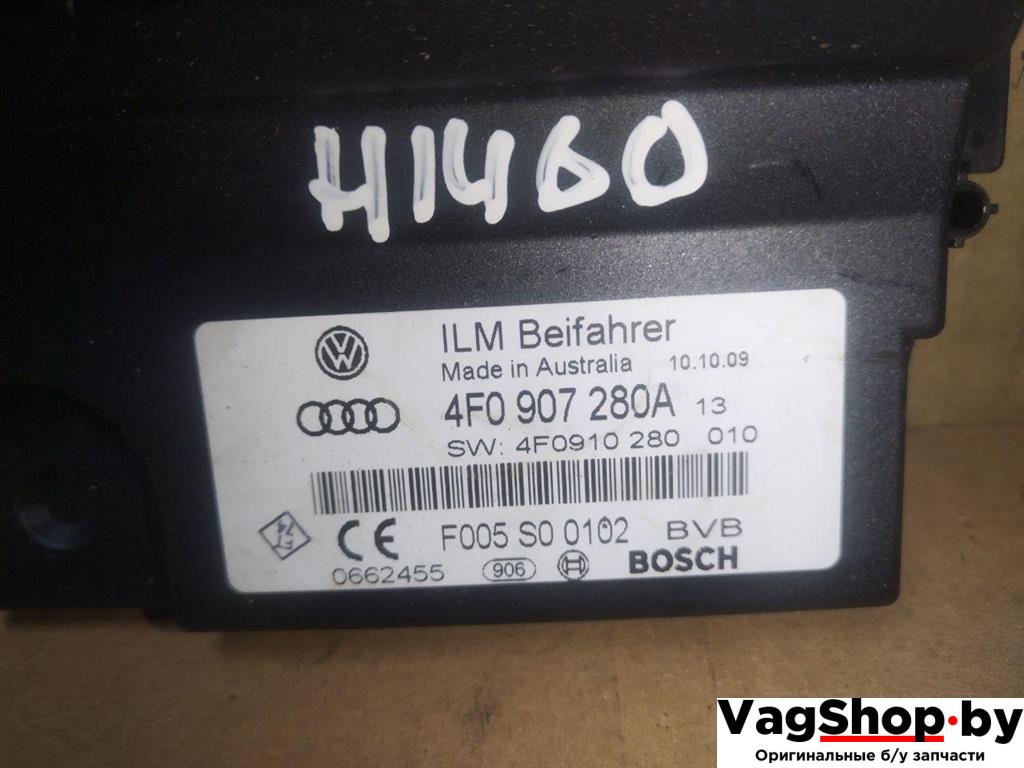 H1460
ILM Beifahrer
Made in Australia 10.10.09
4F0 907 280A 13
SW: 4F0910 280 010
F005 S0 0102 BVB
0662455 906 BOSCH
VagShop.by
Оригинальные б/у запчасти